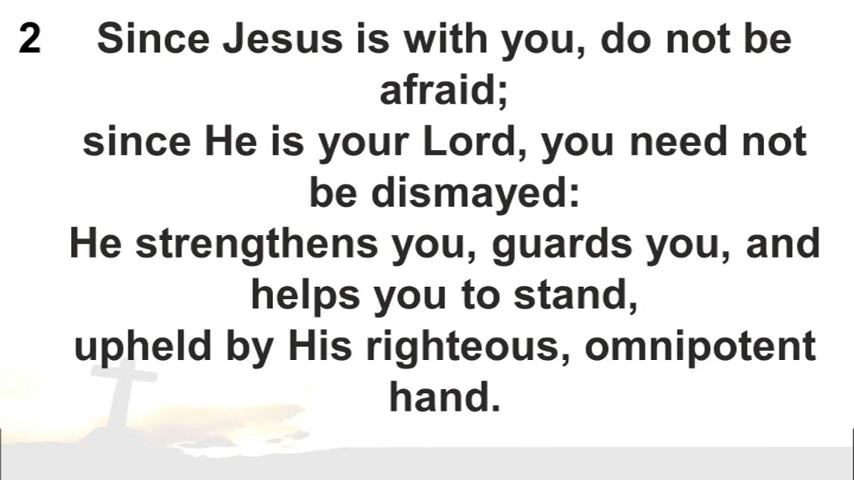 2 Since Jesus is with you, do not be
afraid;
since He is your Lord, you need not
be dismayed:
He strengthens you, guards you, and
helps you to stand,
upheld by His righteous, omnipotent
hand.